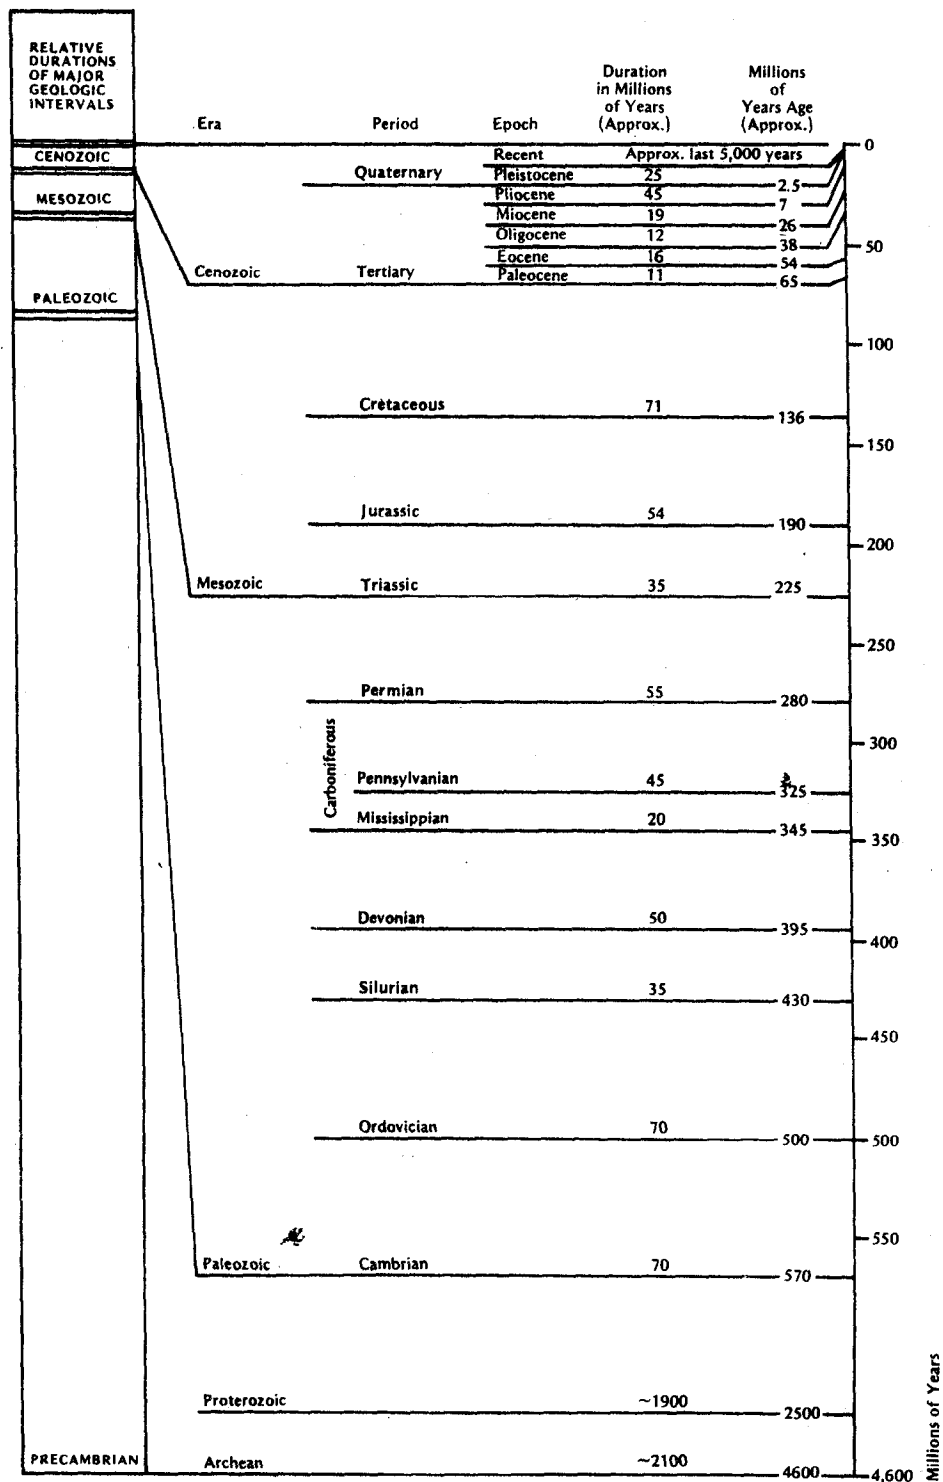 RELATIVE
DURATIONS
OF MAJOR
GEOLOGIC
INTERVALS
CENOZOIC
MESOZOIC
PALEOZOIC
PRECAMBRIAN
Era Period Epoch Duration in Millions of Years (Approx.) Millions of Years Age (Approx.)
0
Recent Approx. last 5,000 years
Quaternary Pleistocene 25 2.5
Pliocene 45 7
Miocene 19 26
Oligocene 12 38
50
Eocene 16 54
Cenozoic Tertiary Paleocene 11 65
100
Cretaceous 71 136
150
Jurassic 54 190
200
Mesozoic Triassic 35 225
250
Permian 55 280
300
Carboniferous
Pennsylvanian 45 325
Mississippian 20 345
350
Devonian 50 395
400
Silurian 35 430
450
Ordovician 70 500
500
550
Paleozoic Cambrian 70 570
Proterozoic ~1900 2500
Archean ~2100 4600
4,600
Millions of Years